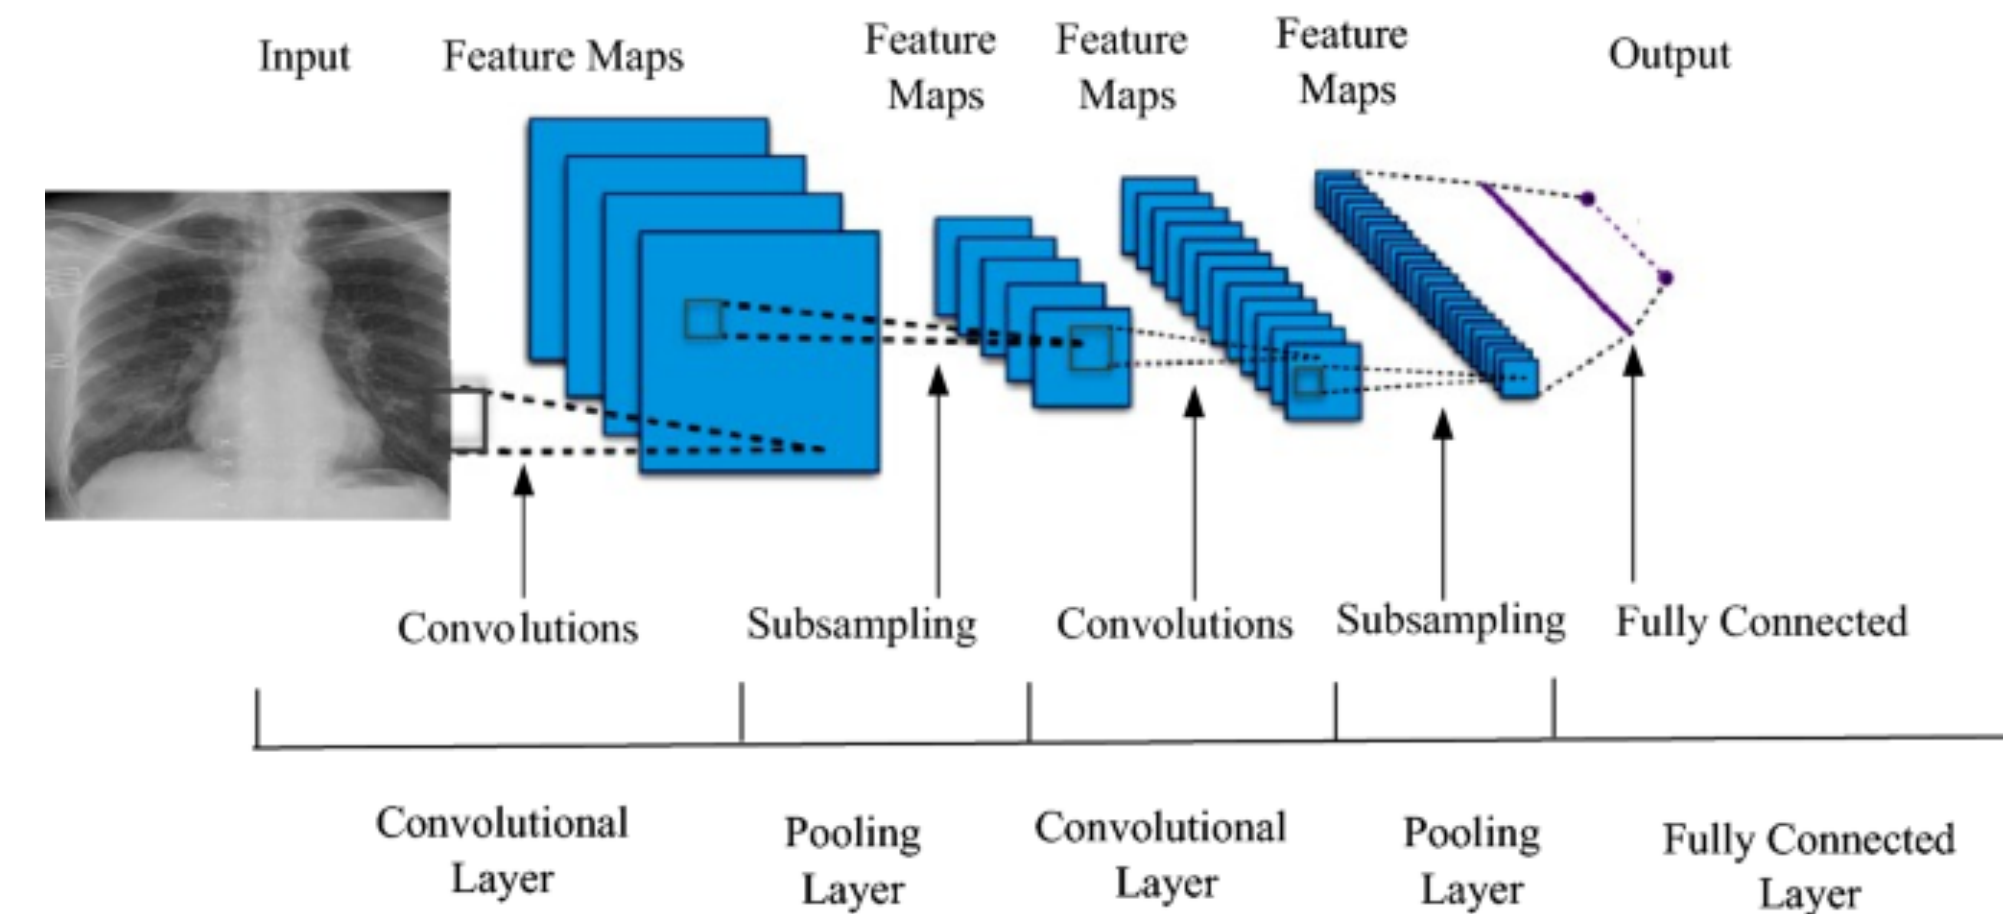 Input
Feature Maps
Feature
Maps
Feature
Maps
Feature
Maps
Output
Convolutions
Subsampling
Convolutions
Subsampling
Fully Connected
Convolutional
Layer
Pooling
Layer
Convolutional
Layer
Pooling
Layer
Fully Connected
Layer